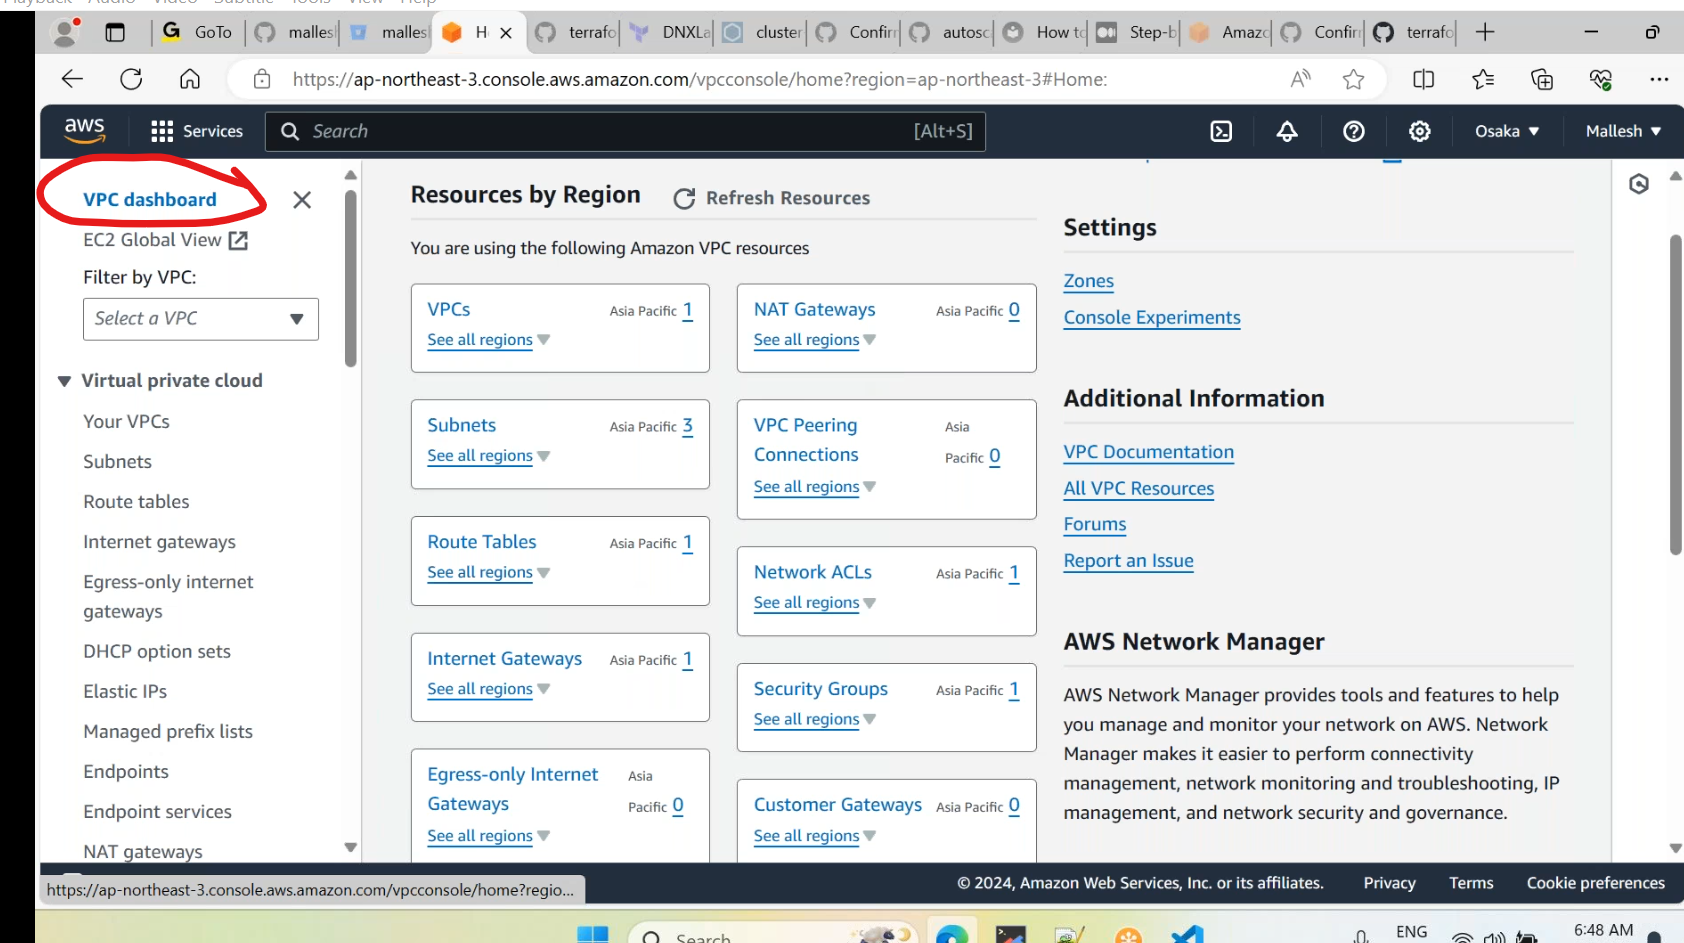 Playback Audio Video Subtitle Tools View Help
GoTo
mallesl
malles
H
terrafo
DNXLa
cluster
Confirr
autosc
How to
Step-b
Amazo
Confir
terrafo
https://ap-northeast-3.console.aws.amazon.com/vpcconsole/home?region=ap-northeast-3#Home:
aws
Services
Search
[Alt+S]
Osaka
Mallesh
VPC dashboard
EC2 Global View
Filter by VPC:
Select a VPC
Virtual private cloud
Your VPCs
Subnets
Route tables
Internet gateways
Egress-only internet
gateways
DHCP option sets
Elastic IPs
Managed prefix lists
Endpoints
Endpoint services
NAT gateways
Resources by Region
Refresh Resources
You are using the following Amazon VPC resources
VPCs Asia Pacific 1
See all regions
NAT Gateways Asia Pacific 0
See all regions
Subnets Asia Pacific 3
See all regions
VPC Peering Asia
Connections Pacific 0
See all regions
Route Tables Asia Pacific 1
See all regions
Network ACLs Asia Pacific 1
See all regions
Internet Gateways Asia Pacific 1
See all regions
Security Groups Asia Pacific 1
See all regions
Egress-only Internet Asia
Gateways Pacific 0
See all regions
Customer Gateways Asia Pacific 0
See all regions
Settings
Zones
Console Experiments
Additional Information
VPC Documentation
All VPC Resources
Forums
Report an Issue
AWS Network Manager
AWS Network Manager provides tools and features to help
you manage and monitor your network on AWS. Network
Manager makes it easier to perform connectivity
management, network monitoring and troubleshooting, IP
management, and network security and governance.
https://ap-northeast-3.console.aws.amazon.com/vpcconsole/home?regio...
© 2024, Amazon Web Services, Inc. or its affiliates.
Privacy
Terms
Cookie preferences
Search
ENG
6:48 AM